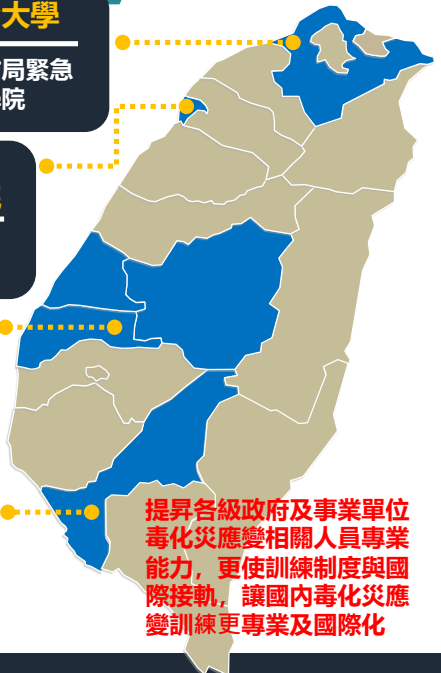 大學
局緊急
學院
提昇各級政府及事業單位
毒化災應變相關人員專業
能力，更使訓練制度與國
際接軌，讓國內毒化災應
變訓練更專業及國際化